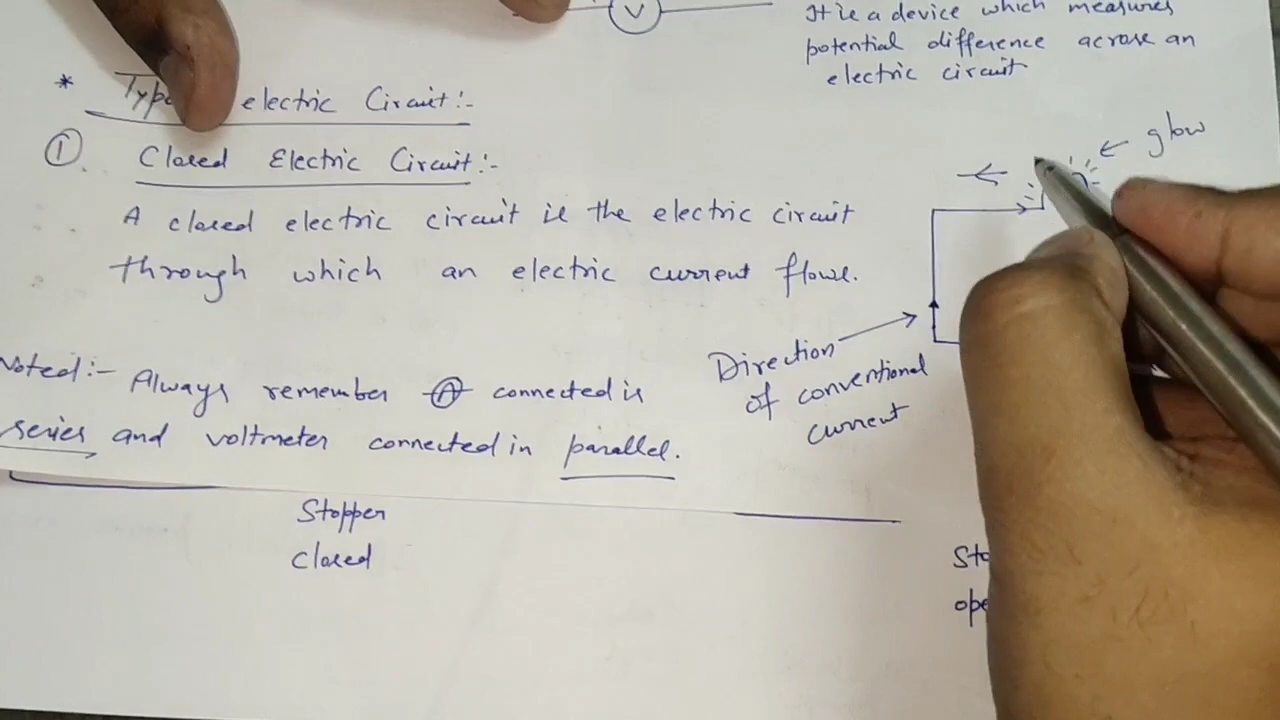 V
It is a device which measures
potential difference across an
electric circuit
* Type electric Circuit :-
① Closed Electric Circuit :-
A closed electric circuit is the electric circuit
through which an electric current flows.
Noted :- Always remember A connected is
series and voltmeter connected in parallel.
glow
Direction
of conventional
current
Stopper
closed
Sto
ope